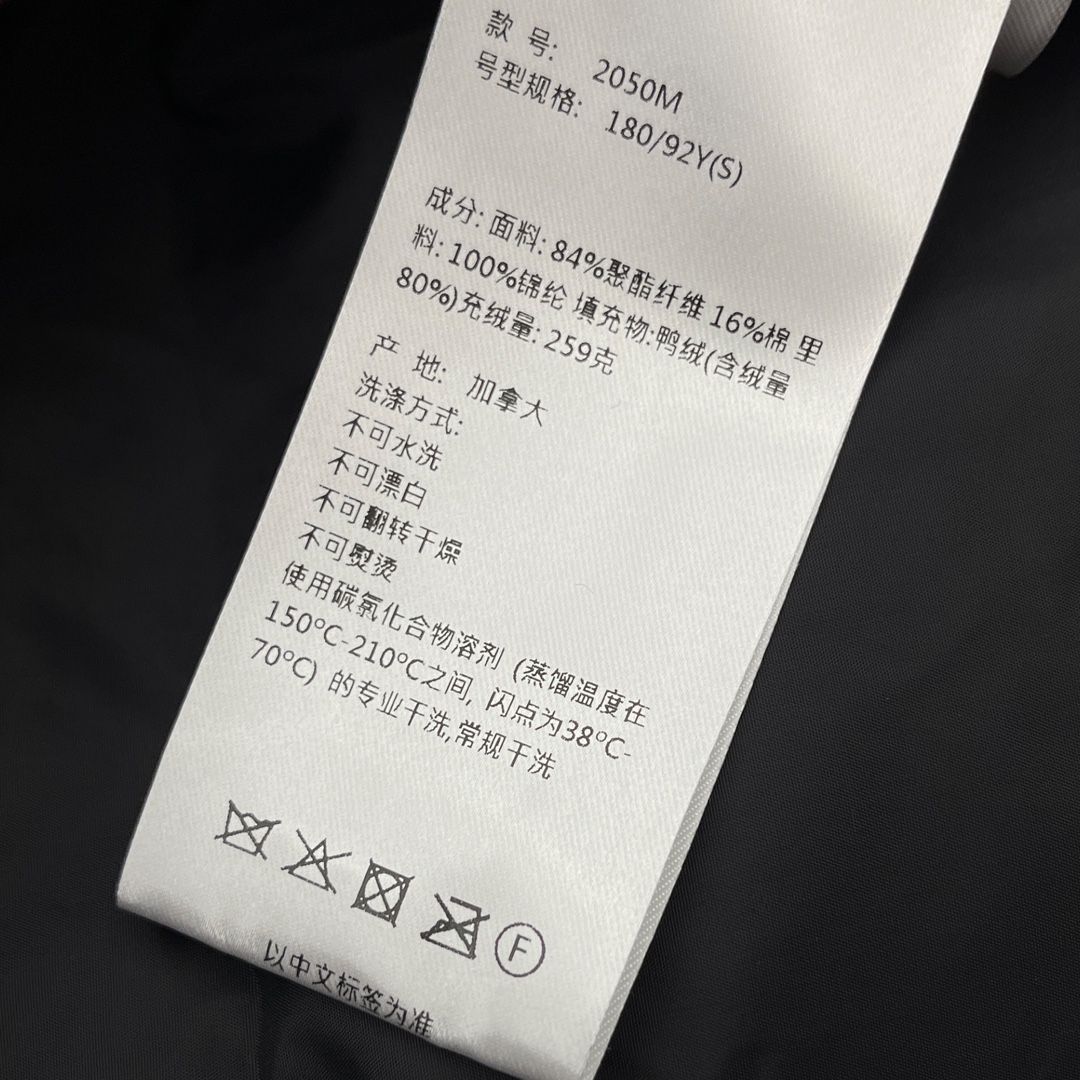 款 号: 2050M
号型规格: 180/92Y(S)
成分: 面料: 84%聚酯纤维 16%棉 里
料: 100%锦纶 填充物:鸭绒(含绒量
80%)充绒量: 259克
产 地: 加拿大
洗涤方式:
不可水洗
不可漂白
不可翻转干燥
不可熨烫
使用碳氢化合物溶剂 (蒸馏温度在
150°C-210°C之间, 闪点为38°C-
70°C) 的专业干洗,常规干洗
F
以中文标签为准